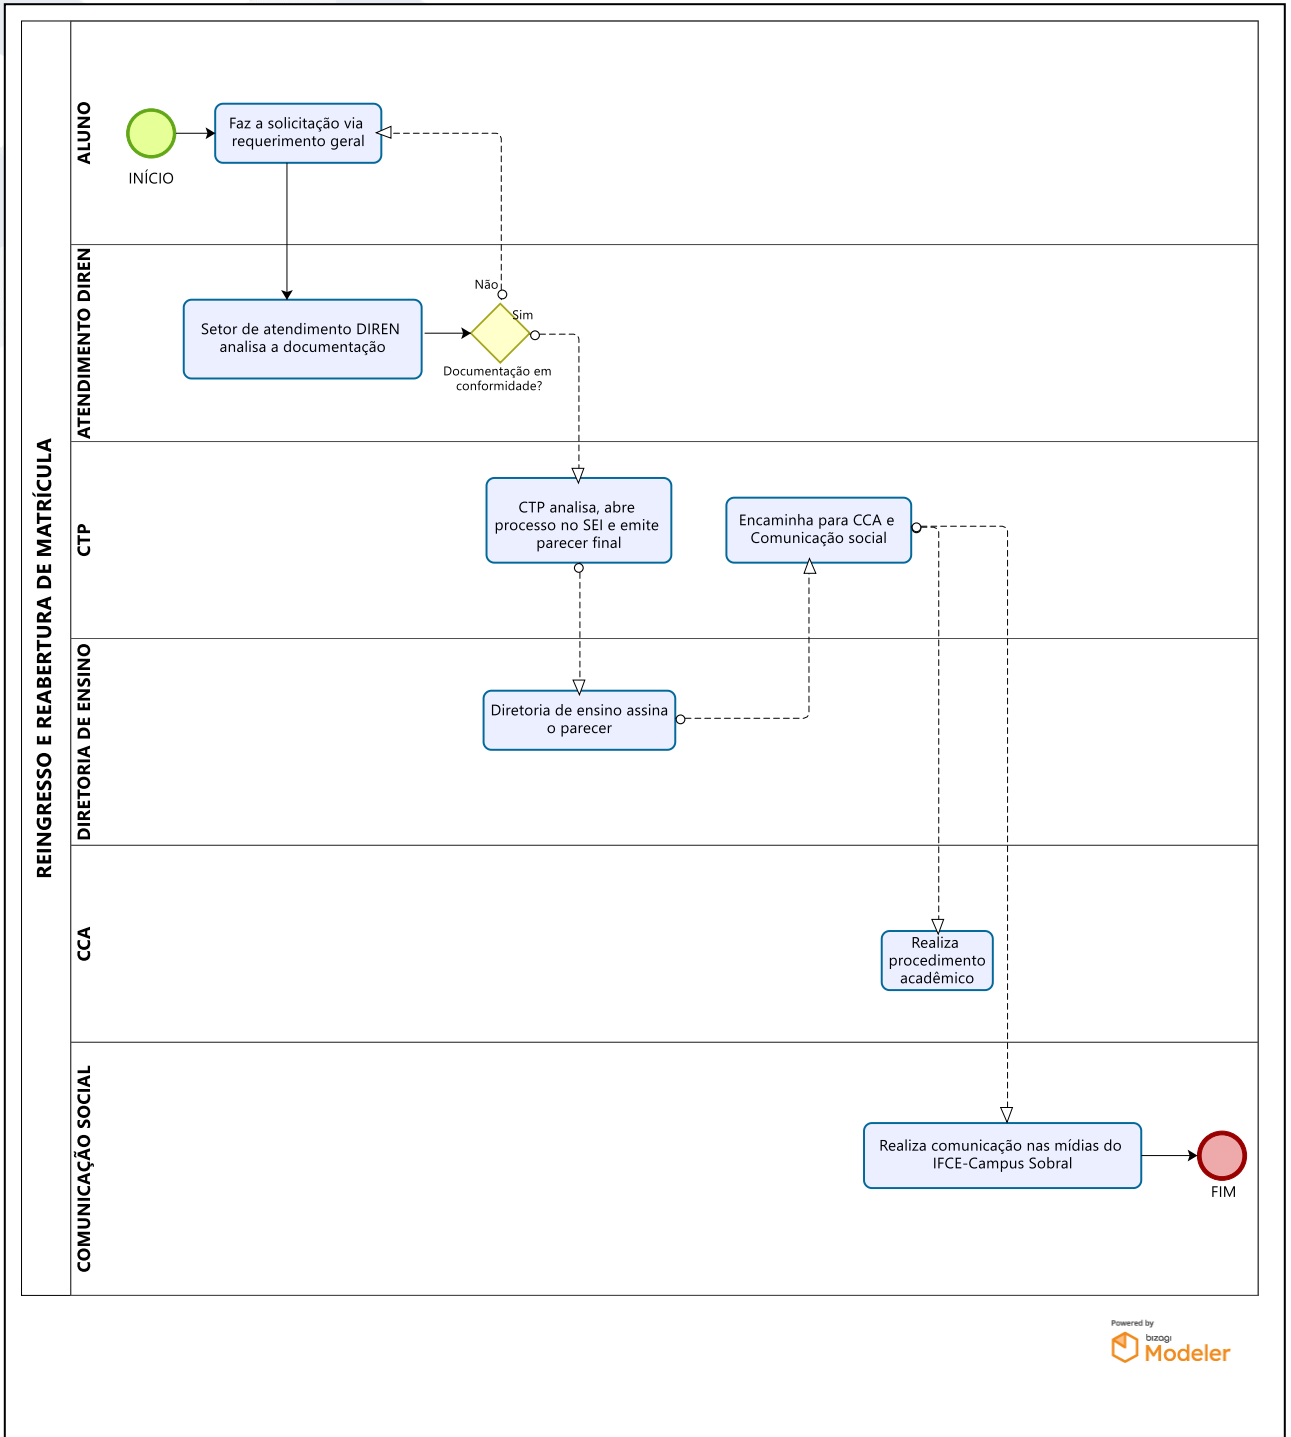 REINGRESSO E REABERTURA DE MATRÍCULA
ALUNO
INÍCIO
Faz a solicitação via
requerimento geral
ATENDIMENTO DIREN
Setor de atendimento DIREN
analisa a documentação
Não
Sim
Documentação em
conformidade?
CTP
CTP analisa, abre
processo no SEI e emite
parecer final
Encaminha para CCA e
Comunicação social
DIRETORIA DE ENSINO
Diretoria de ensino assina
o parecer
CCA
Realiza
procedimento
acadêmico
COMUNICAÇÃO SOCIAL
Realiza comunicação nas mídias do
IFCE-Campus Sobral
FIM
Powered by
bizagi
Modeler